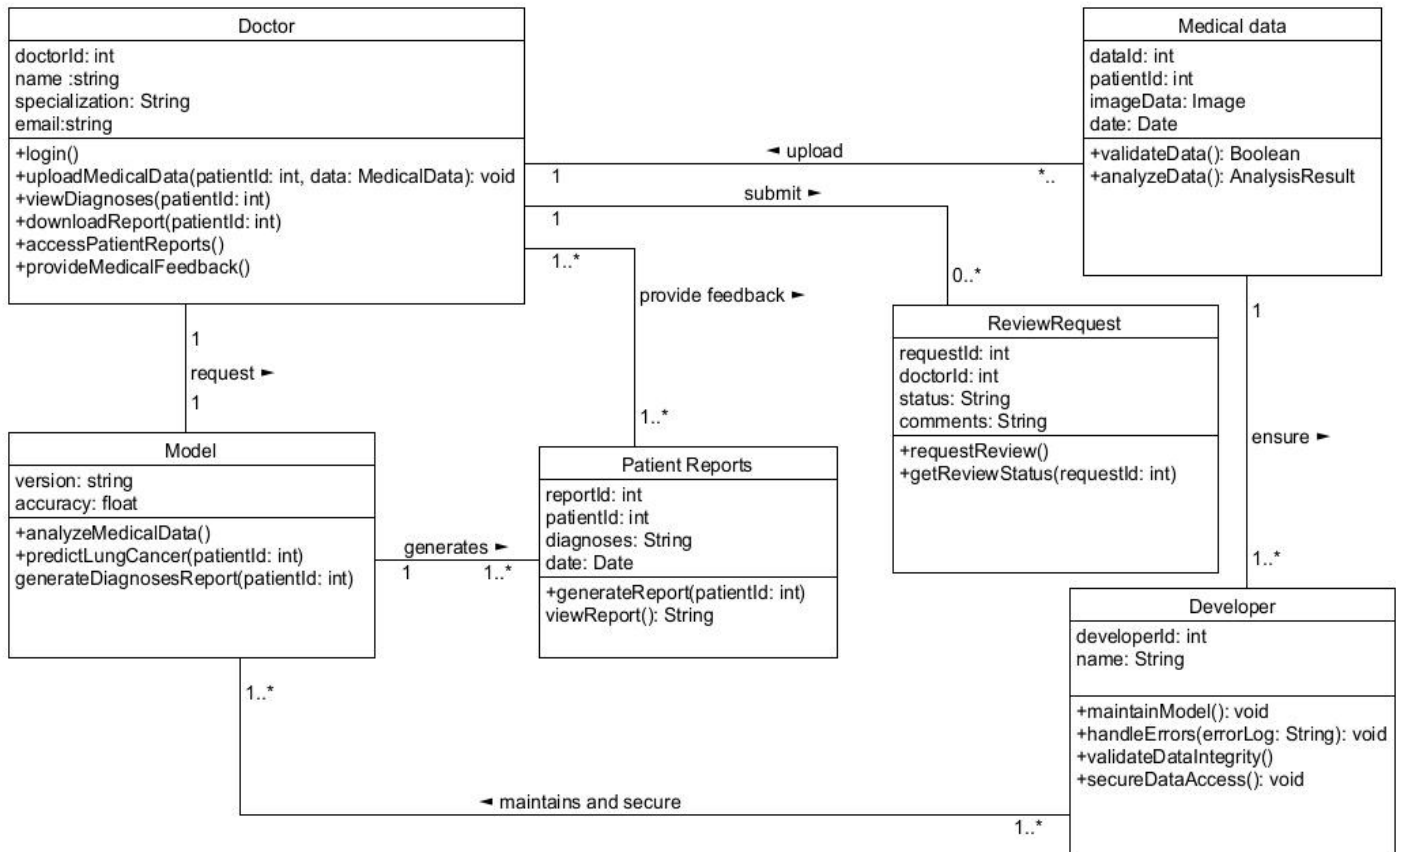 Doctor
doctorId: int
name :string
specialization: String
email:string
+login()
+uploadMedicalData(patientId: int, data: MedicalData): void
+viewDiagnoses(patientId: int)
+downloadReport(patientId: int)
+accessPatientReports()
+provideMedicalFeedback()
◄ upload
1
*..
submit ►
1
0..*
1..*
provide feedback ►
1..*
Medical data
dataId: int
patientId: int
imageData: Image
date: Date
+validateData(): Boolean
+analyzeData(): AnalysisResult
1
ensure ►
1..*
ReviewRequest
requestId: int
doctorId: int
status: String
comments: String
+requestReview()
+getReviewStatus(requestId: int)
1
request ►
1
Model
version: string
accuracy: float
+analyzeMedicalData()
+predictLungCancer(patientId: int)
generateDiagnosesReport(patientId: int)
generates ►
1
1..*
Patient Reports
reportId: int
patientId: int
diagnoses: String
date: Date
+generateReport(patientId: int)
viewReport(): String
Developer
developerId: int
name: String
+maintainModel(): void
+handleErrors(errorLog: String): void
+validateDataIntegrity()
+secureDataAccess(): void
1..*
◄ maintains and secure
1..*